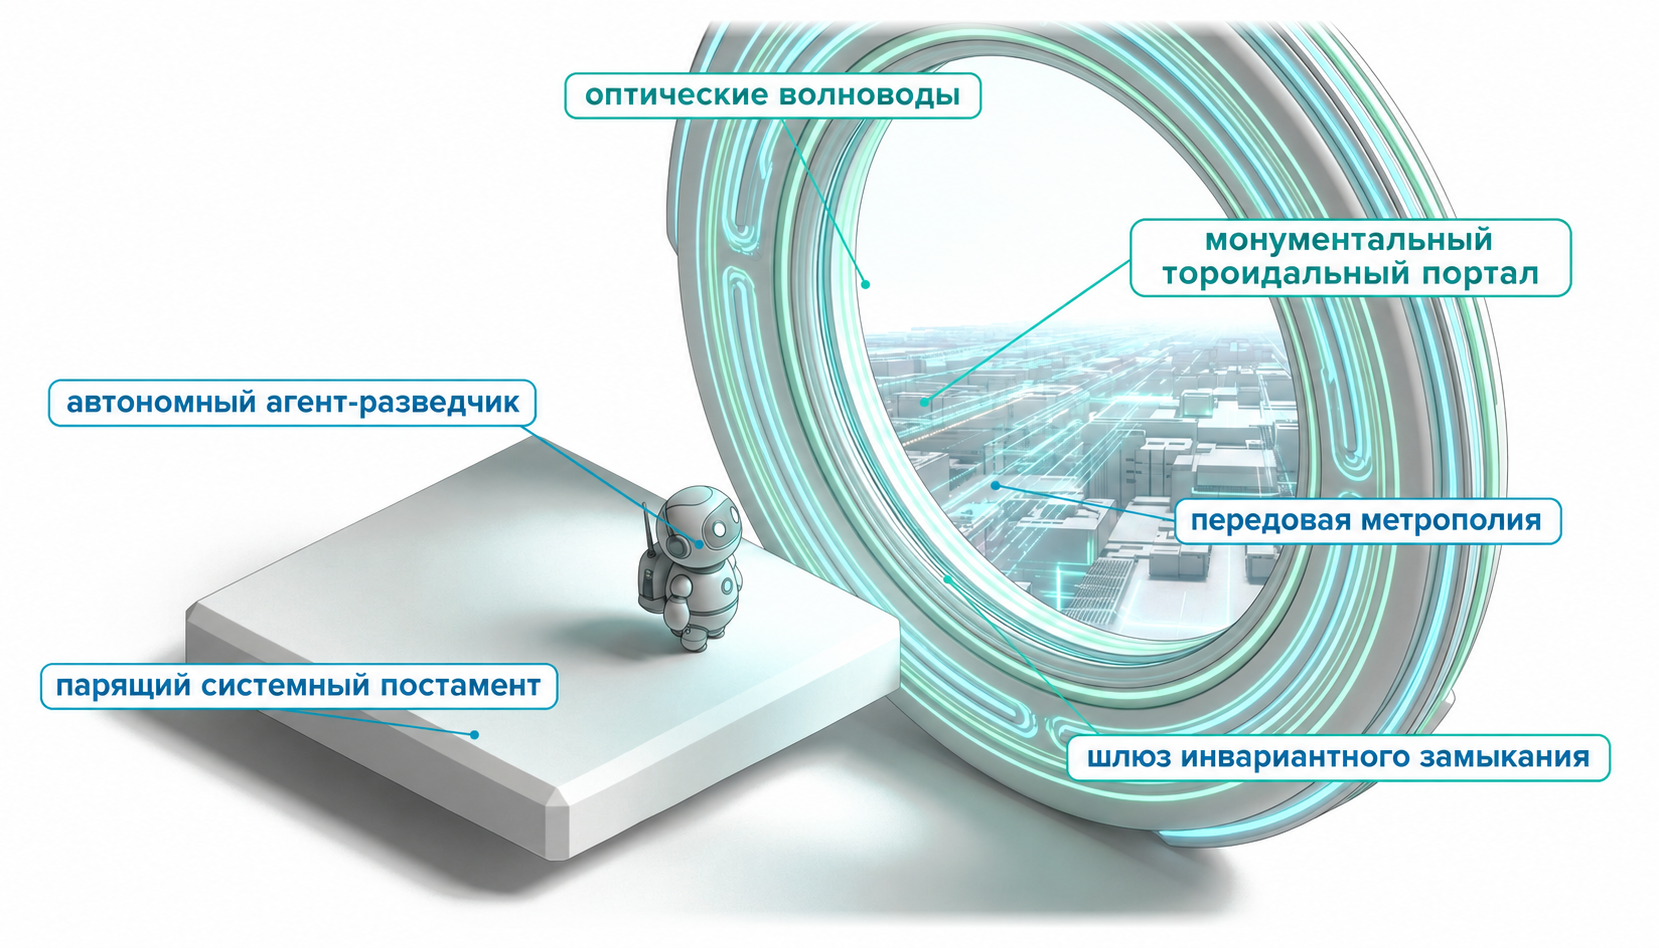 оптические волноводы
монументальный
тороидальный портал
автономный агент-разведчик
передовая метрополия
парящий системный постамент
шлюз инвариантного замыкания